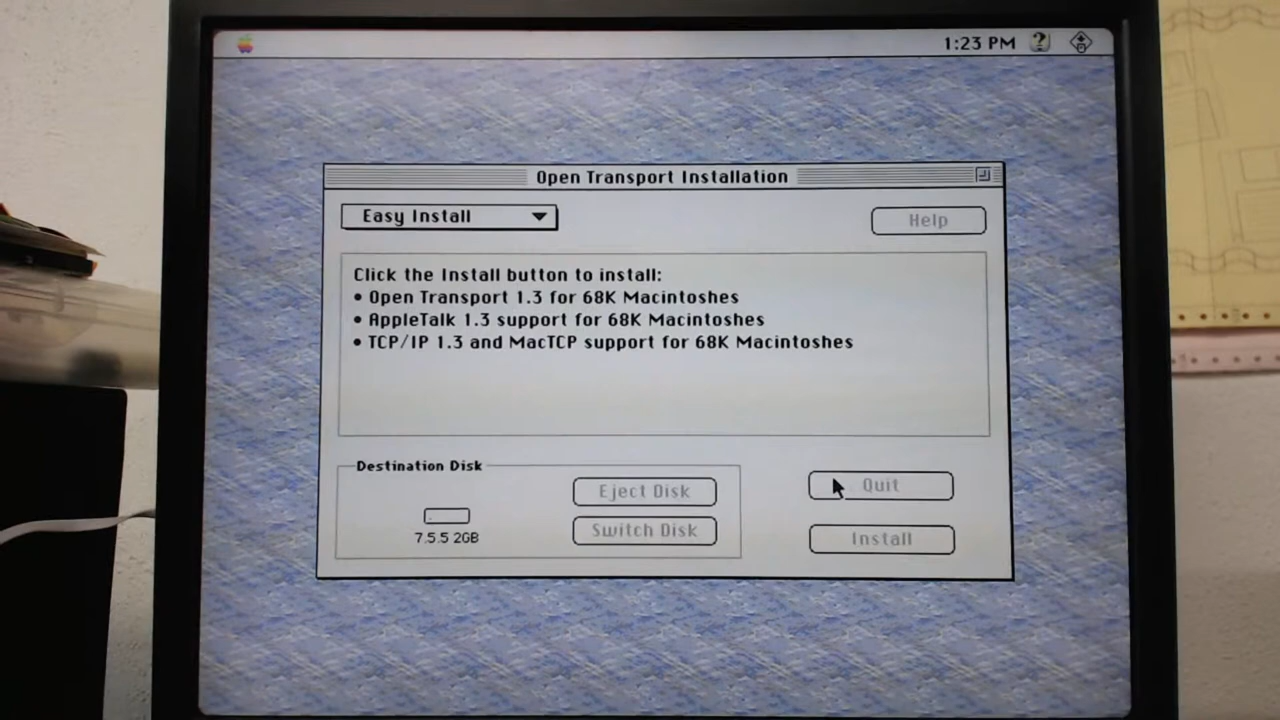 1:23 PM
Open Transport Installation
Easy Install
Help
Click the Install button to install:
• Open Transport 1.3 for 68K Macintoshes
• AppleTalk 1.3 support for 68K Macintoshes
• TCP/IP 1.3 and MacTCP support for 68K Macintoshes
Destination Disk
Eject Disk
Quit
7.5.5 2GB
Switch Disk
Install